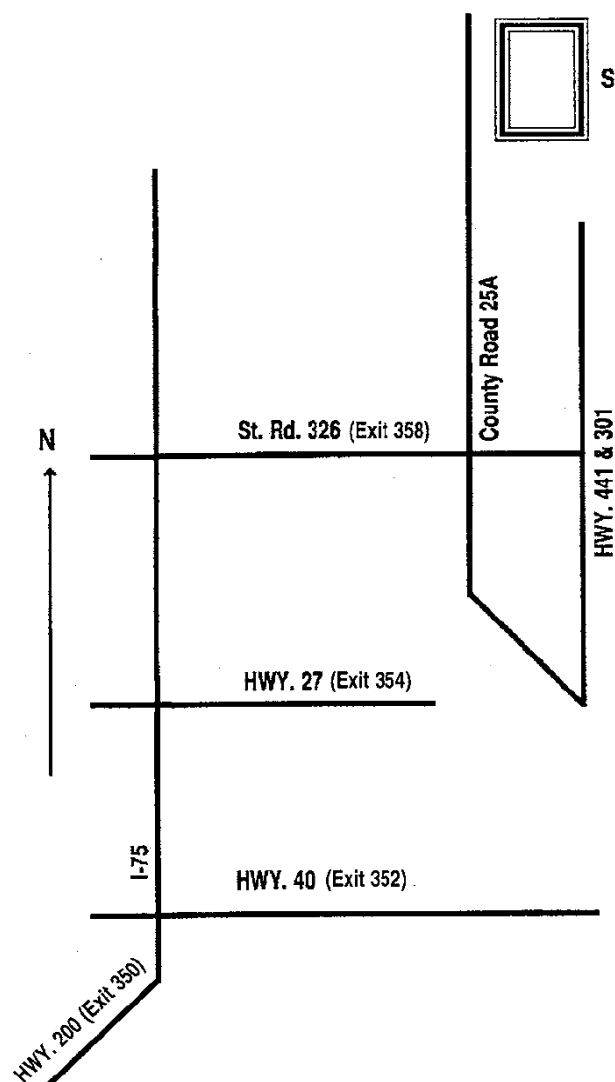 S
County Road 25A
N
St. Rd. 326 (Exit 358)
HWY. 441 & 301
HWY. 27 (Exit 354)
I-75
HWY. 40 (Exit 352)
HWY. 200 (Exit 350)